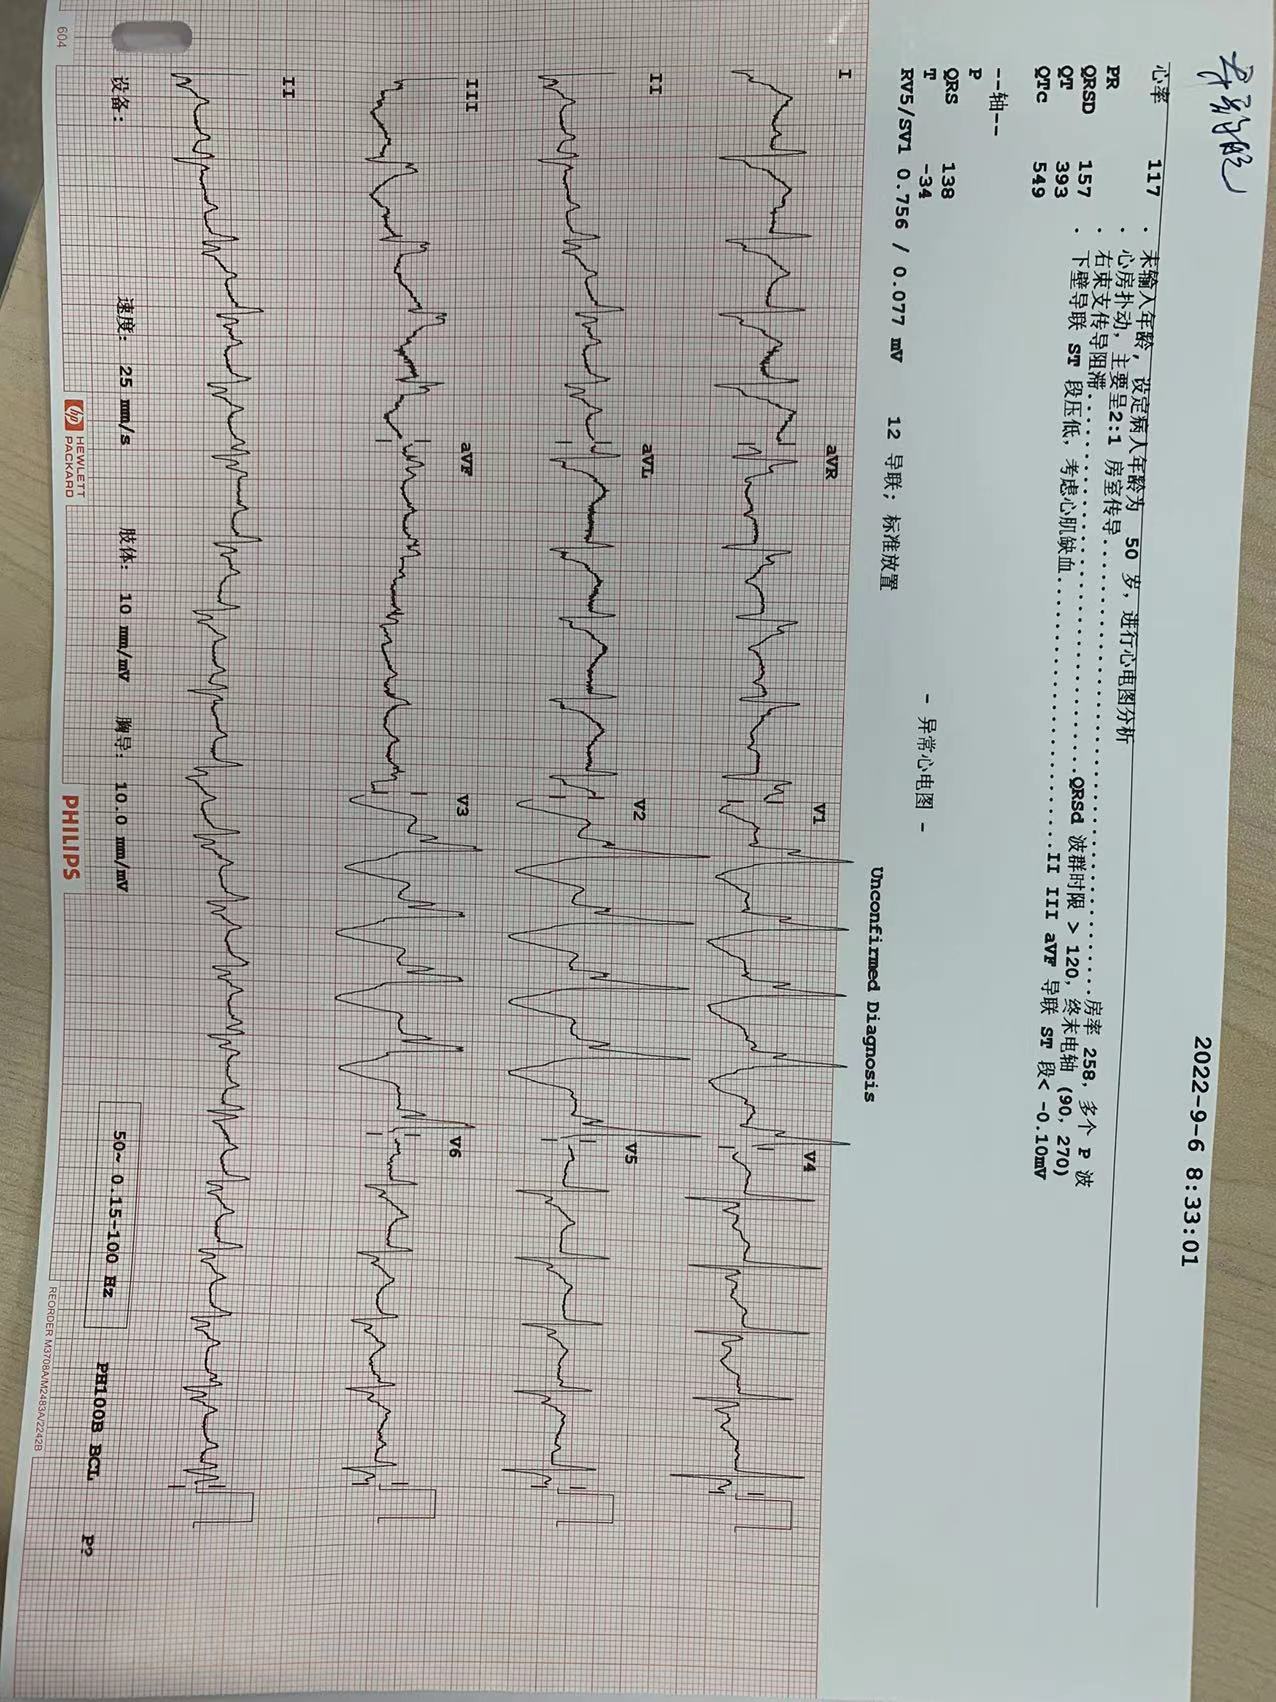 2022-9-6 8:33:01
心率 117 . 未输入年龄, 设定病人年龄为 50 岁, 进行心电图分析
PR . 心房扑动, 主要呈2:1 房室传导........房率 258, 多个 P 波
QRSD 157 . 右束支传导阻滞........QRSd 波群时限 > 120, 终末电轴 (90, 270)
QT 393 . 下壁导联 ST 段压低, 考虑心肌缺血........II III aVF 导联 ST 段< -0.10mV
QTc 549
--轴--
P
QRS 138
T -34
- 异常心电图 -
RV5/SV1 0.756 / 0.077 mV
12 导联; 标准放置
Unconfirmed Diagnosis
I aVR V1 V4
II aVL V2 V5
III aVF V3 V6
II
设备: 速度: 25 mm/s 肢体: 10 mm/mV 胸导: 10.0 mm/mV
50~ 0.15-100 Hz PH100B BCL P?
604
hp HEWLETT PACKARD
PHILIPS
REORDER M3708A/M2483A/2242B